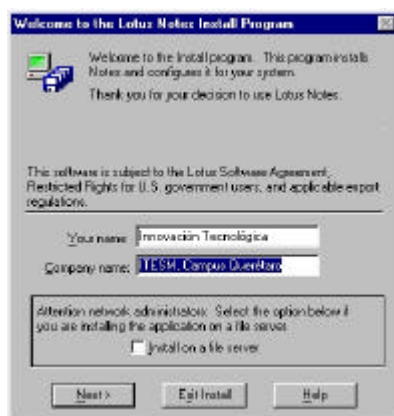 Welcome to the Lotus Notes Install Program
Welcome to the Install program. This program installs
Notes and configures it for your system.
Thank you for your decision to use Lotus Notes.
This software is subject to the Lotus Software Agreement,
Restricted Rights for U.S. government users, and applicable export
regulations.
Your name: Innovación Tecnológica
Company name: ITESM, Campus Querétaro
Attention network administrators: Select the option below if
you are installing the application on a file server.
Install on a file server
Next >
Exit Install
Help